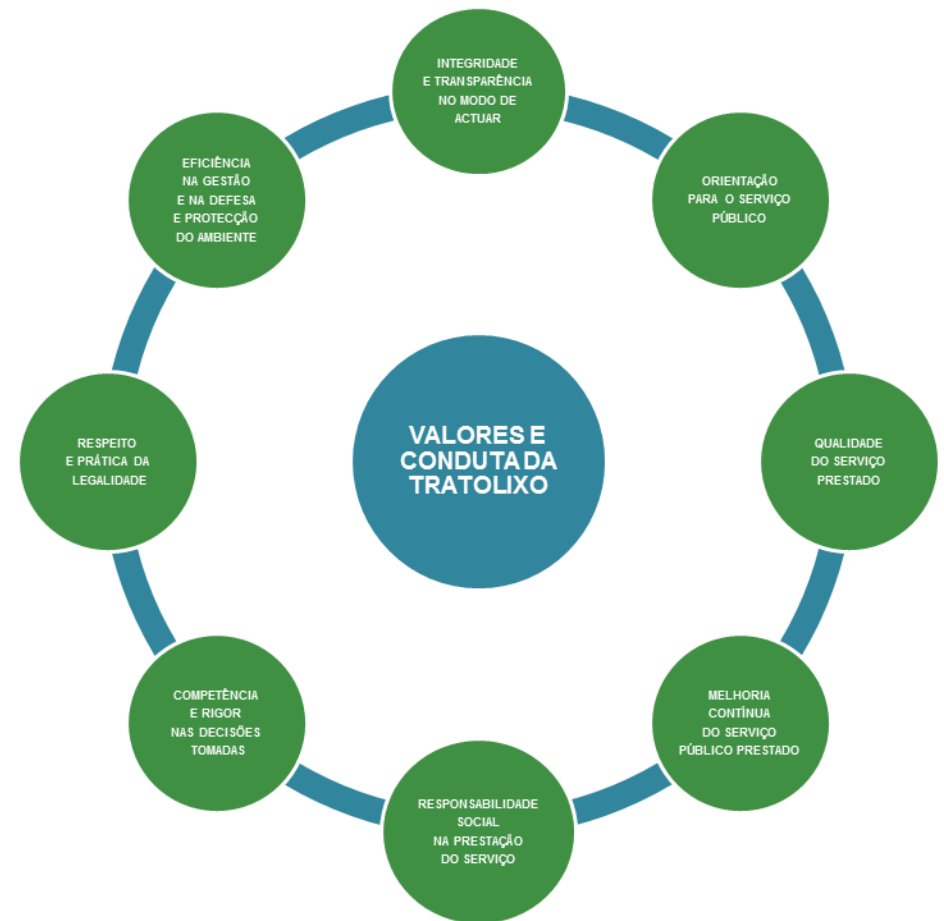 INTEGRIDADE
E TRANSPARÊNCIA
NO MODO DE
ACTUAR
ORIENTAÇÃO
PARA O SERVIÇO
PÚBLICO
QUALIDADE
DO SERVIÇO
PRESTADO
MELHORIA
CONTÍNUA
DO SERVIÇO
PÚBLICO PRESTADO
RESPONSABILIDADE
SOCIAL
NA PRESTAÇÃO
DO SERVIÇO
COMPETÊNCIA
E RIGOR
NAS DECISÕES
TOMADAS
RESPEITO
E PRÁTICA DA
LEGALIDADE
EFICIÊNCIA
NA GESTÃO
E NA DEFESA
E PROTECÇÃO
DO AMBIENTE
VALORES E
CONDUTA DA
TRATOLIXO